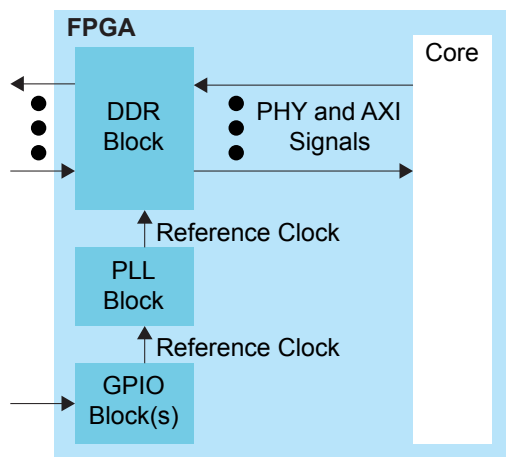 FPGA
Core
DDR
Block
PHY and AXI
Signals
Reference Clock
PLL
Block
Reference Clock
GPIO
Block(s)